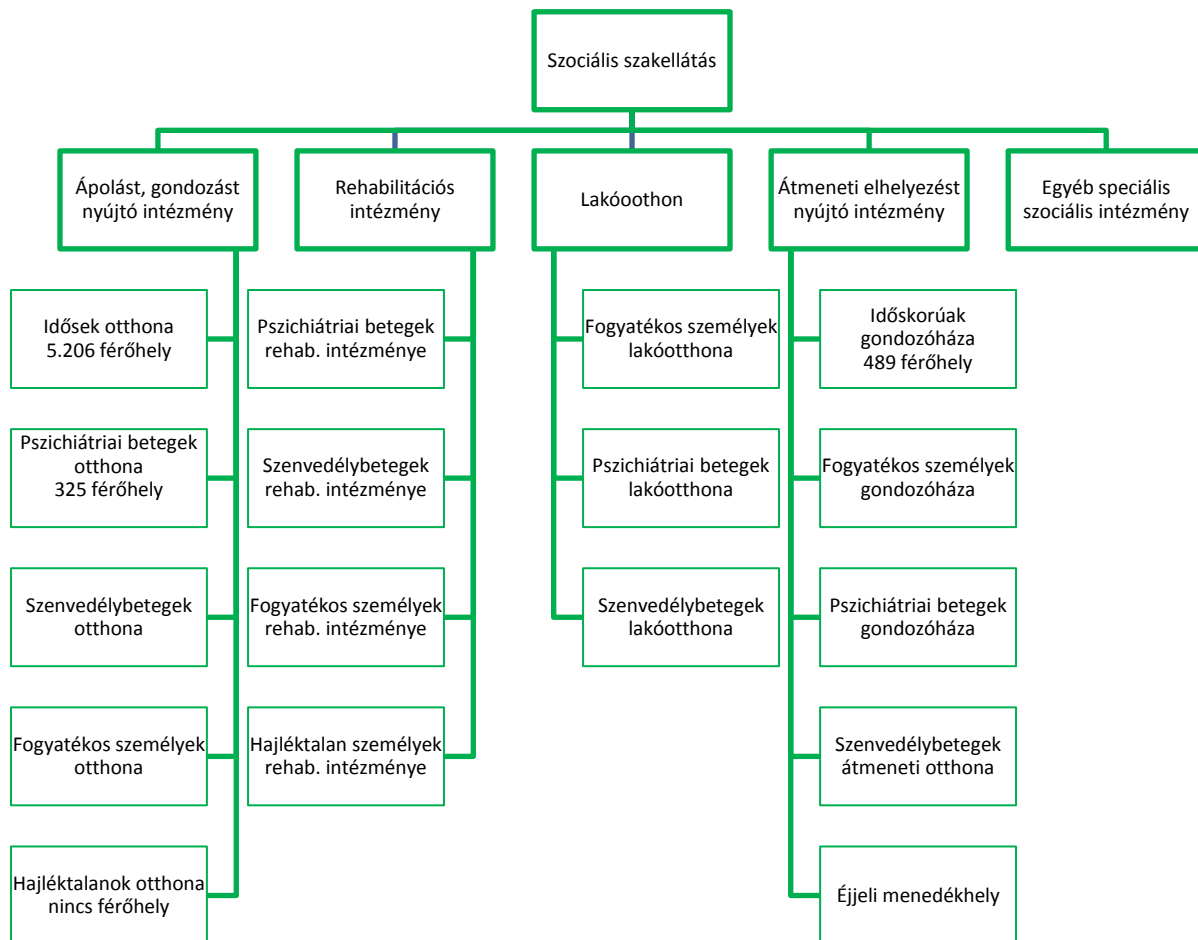 Szociális szakellátás
Ápolást, gondozást
nyújtó intézmény
Rehabilitációs
intézmény
Lakóoothon
Átmeneti elhelyezést
nyújtó intézmény
Egyéb speciális
szociális intézmény
Idősek otthona
5.206 férőhely
Pszichiátriai betegek
otthona
325 férőhely
Szenvedélybetegek
otthona
Fogyatékos személyek
otthona
Hajléktalanok otthona
nincs férőhely
Pszichiátriai betegek
rehab. intézménye
Szenvedélybetegek
rehab. intézménye
Fogyatékos személyek
rehab. intézménye
Hajléktalan személyek
rehab. intézménye
Fogyatékos személyek
lakóotthona
Pszichiátriai betegek
lakóotthona
Szenvedélybetegek
lakóotthona
Időskorúak
gondozóháza
489 férőhely
Fogyatékos személyek
gondozóháza
Pszichiátriai betegek
gondozóháza
Szenvedélybetegek
átmeneti otthona
Éjjeli menedékhely